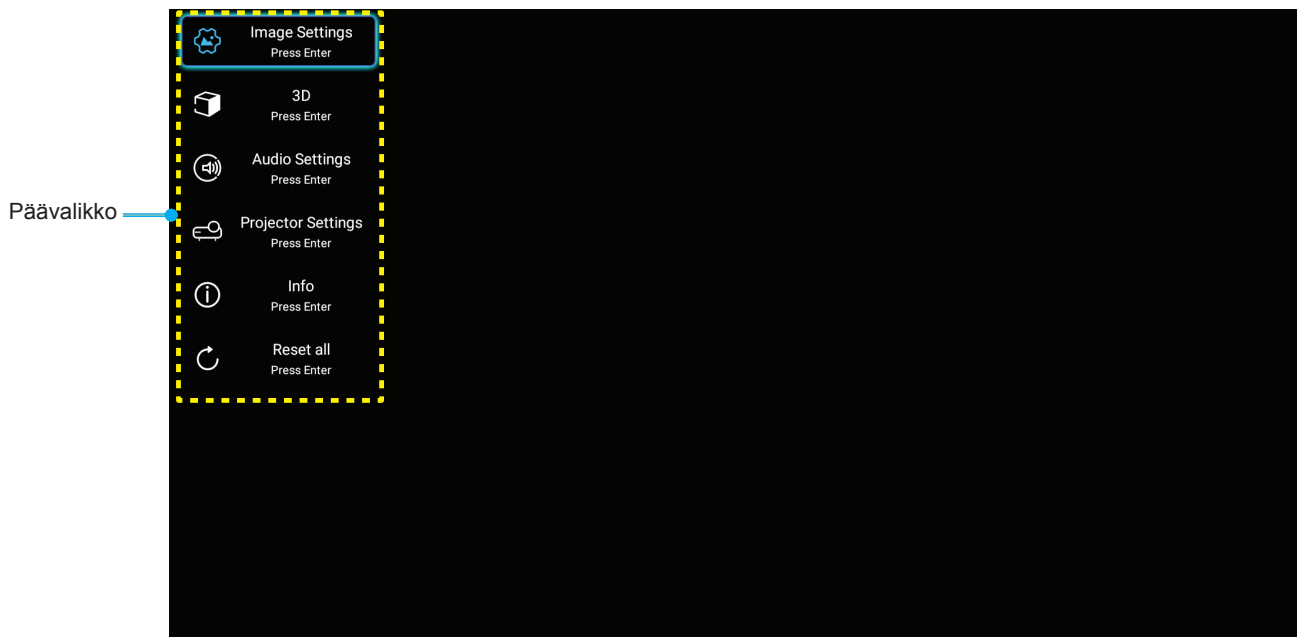 Image Settings
Press Enter
3D
Press Enter
Audio Settings
Press Enter
Päävalikko
Projector Settings
Press Enter
Info
Press Enter
Reset all
Press Enter